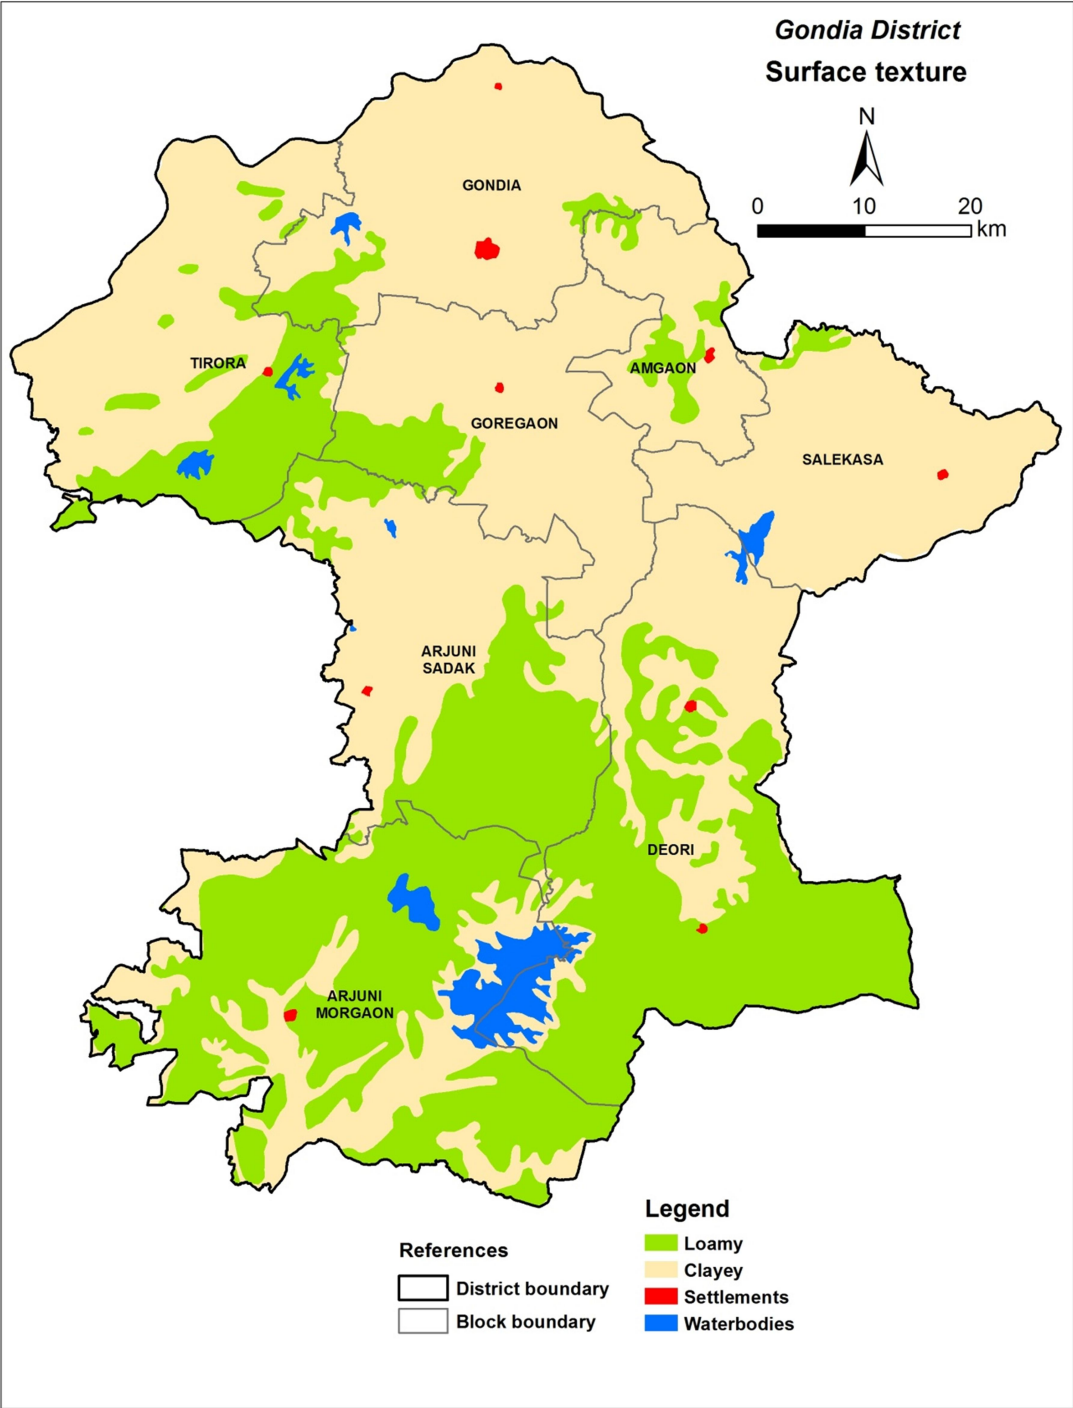 Gondia District
Surface texture
N
0 10 20
km
GONDIA
TIRORA
AMGAON
GOREGAON
SALEKASA
ARJUNI
SADAK
DEORI
ARJUNI
MORGAON
References
District boundary
Block boundary
Legend
Loamy
Clayey
Settlements
Waterbodies